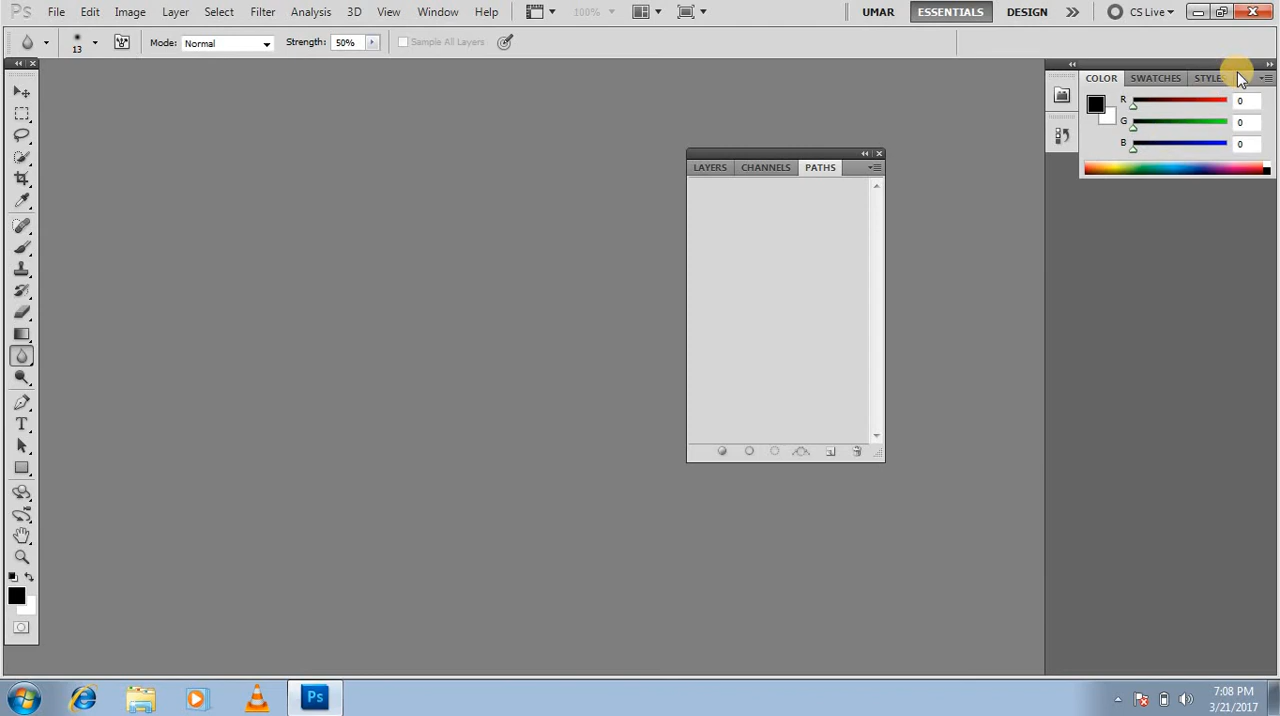 Ps File Edit Image Layer Select Filter Analysis 3D View Window Help 100% UMAR ESSENTIALS DESIGN CS Live
13 Mode: Normal Strength: 50% Sample All Layers
COLOR SWATCHES STYLES
R 0
G 0
B 0
LAYERS CHANNELS PATHS
T
Ps
7:08 PM
3/21/2017